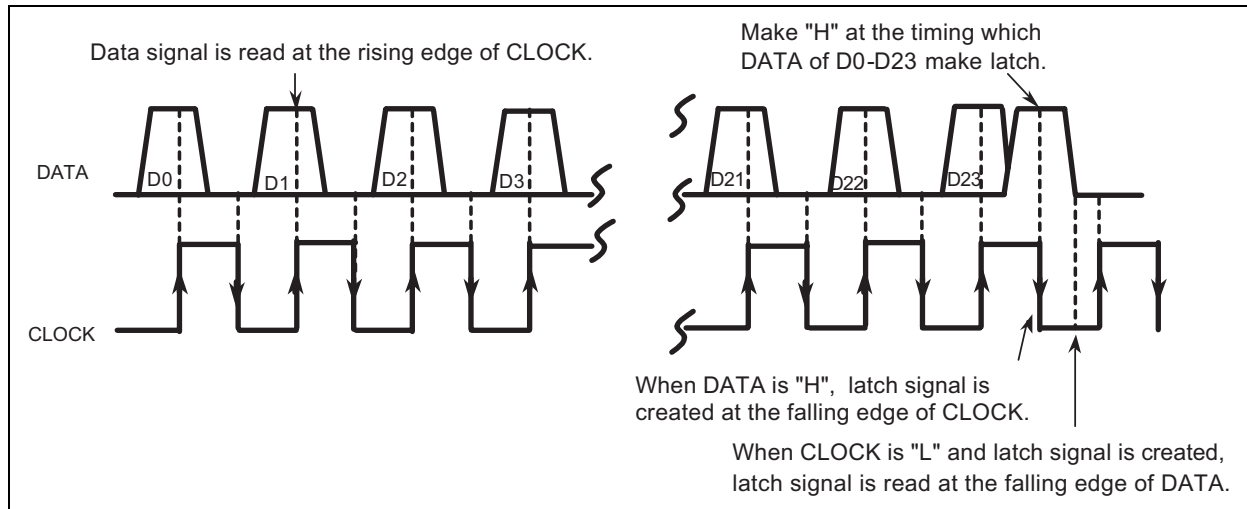 Data signal is read at the rising edge of CLOCK.
Make "H" at the timing which
DATA of D0-D23 make latch.
DATA
D0
D1
D2
D3
D21
D22
D23
CLOCK
When DATA is "H", latch signal is
created at the falling edge of CLOCK.
When CLOCK is "L" and latch signal is created,
latch signal is read at the falling edge of DATA.